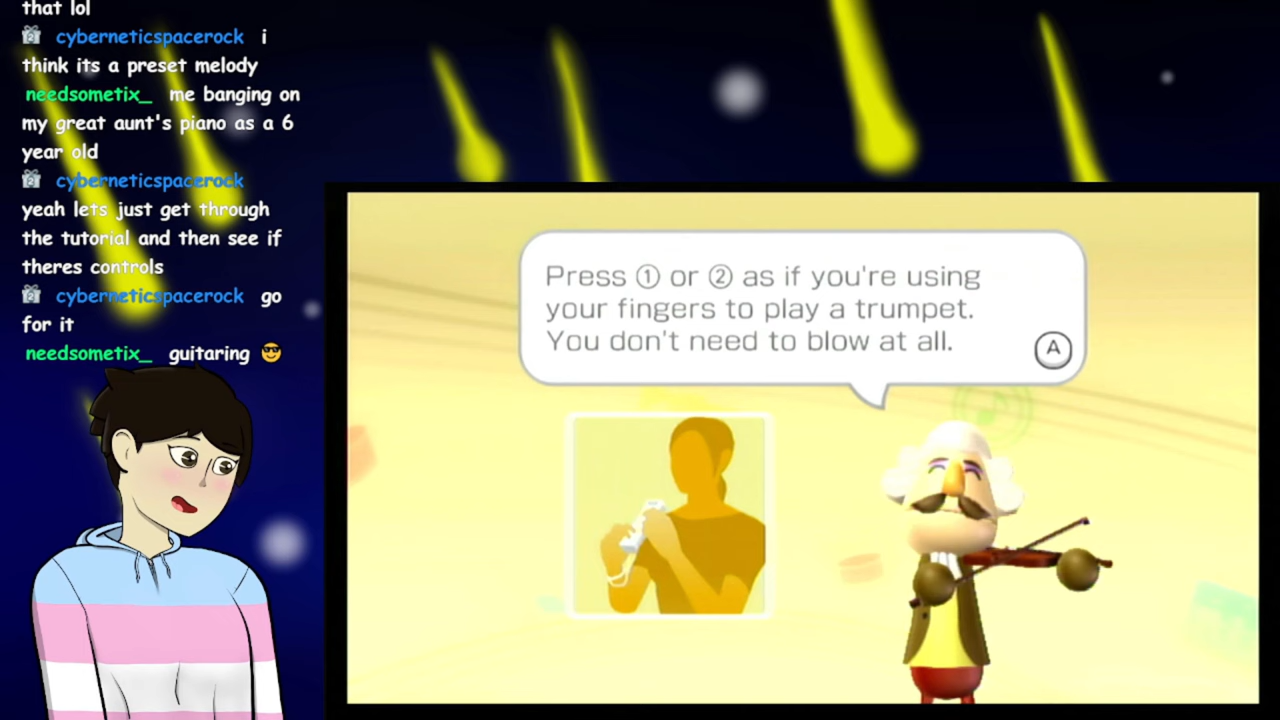 that lol
cyberneticspacerock i
think its a preset melody
needsometix_ me banging on
my great aunt's piano as a 6
year old
cyberneticspacerock
yeah lets just get through
the tutorial and then see if
theres controls
cyberneticspacerock go
for it
needsometix_ guitaring 😎
Press ① or ② as if you're using
your fingers to play a trumpet.
You don't need to blow at all.
A